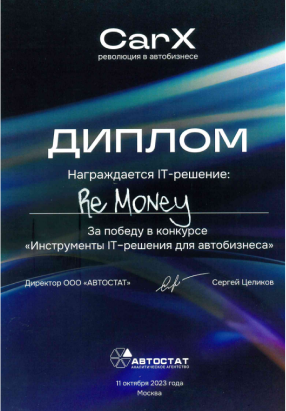 CarX
революция в автобизнесе
ДИПЛОМ
Награждается IT-решение:
Re Money
За победу в конкурсе
«Инструменты IT–решения для автобизнеса»
Директор ООО «АВТОСТАТ» Сергей Целиков
АВТОСТАТ
АНАЛИТИЧЕСКОЕ АГЕНТСТВО
11 октября 2023 года
Москва